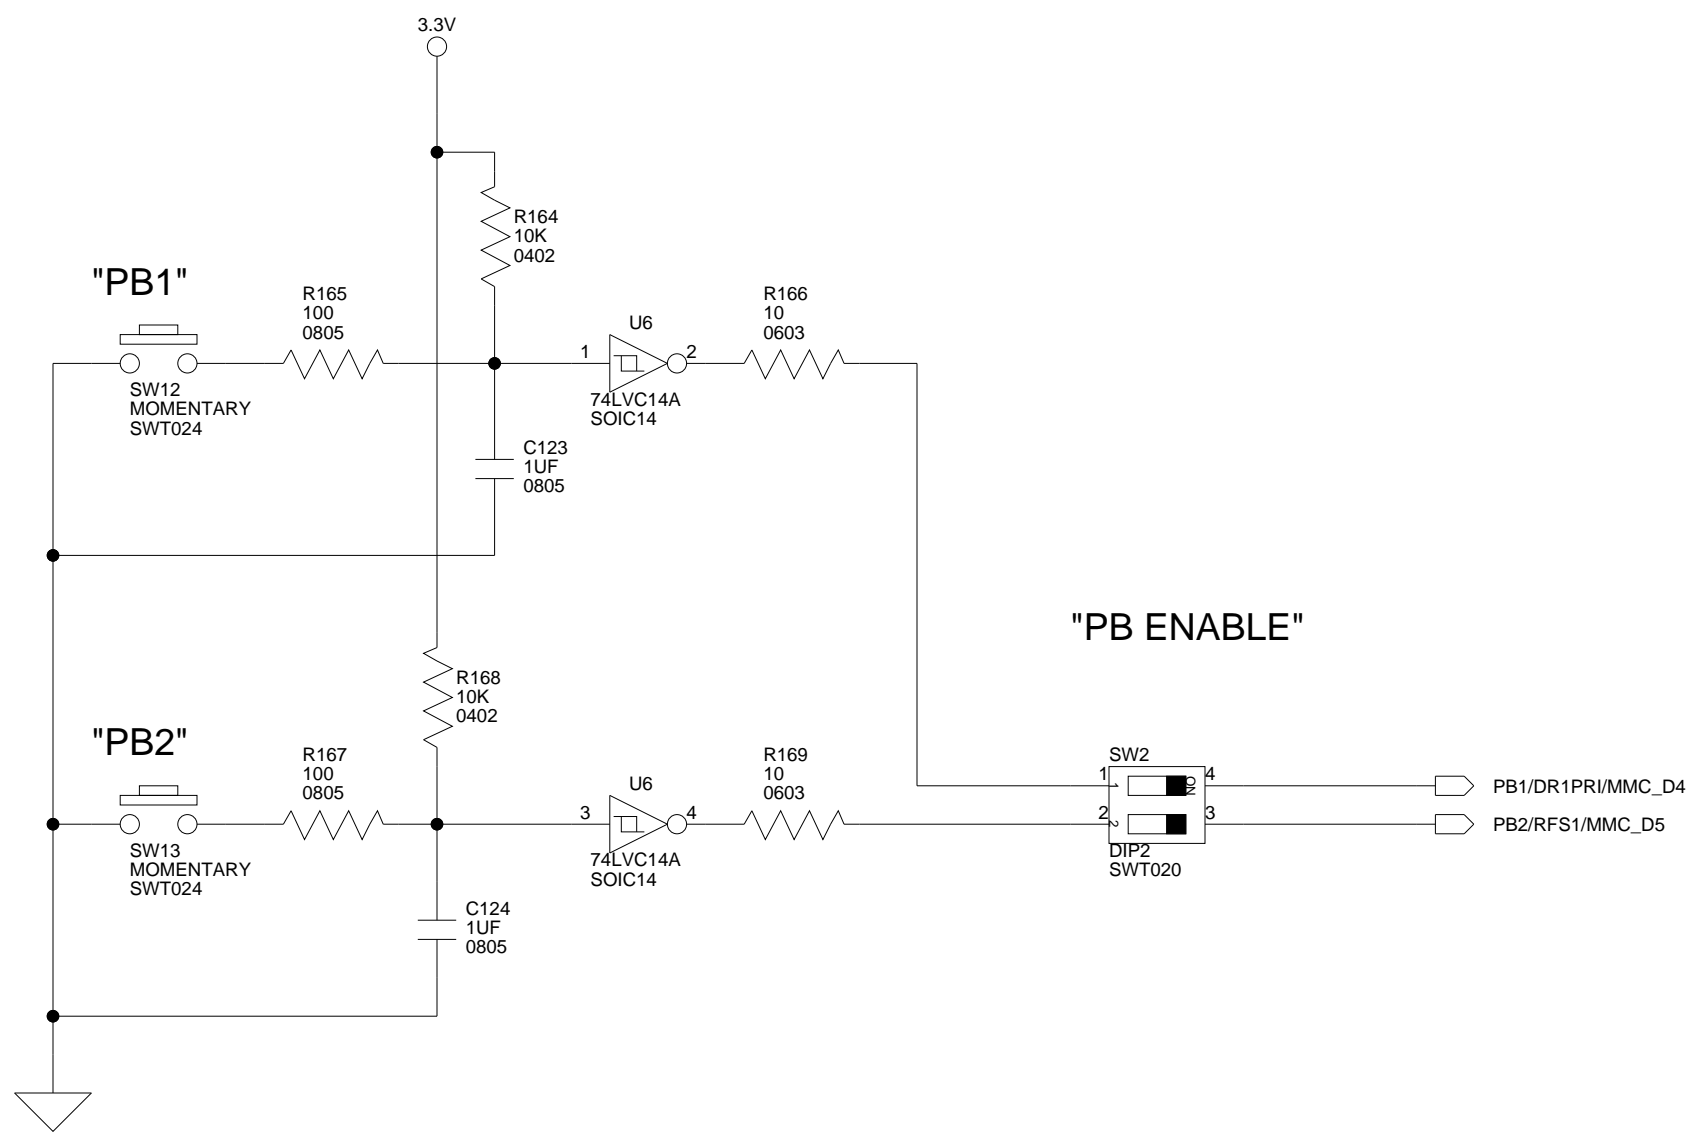 3.3V
R164
10K
0402
"PB1"
R165
100
0805
R166
10
0603
U6
1
2
SW12
MOMENTARY
SWT024
74LVC14A
SOIC14
C123
1UF
0805
"PB ENABLE"
R168
10K
0402
"PB2"
R167
100
0805
R169
10
0603
U6
3
4
SW13
MOMENTARY
SWT024
74LVC14A
SOIC14
C124
1UF
0805
SW2
1
1
ON
4
PB1/DR1PRI/MMC_D4
2
2
3
PB2/RFS1/MMC_D5
DIP2
SWT020